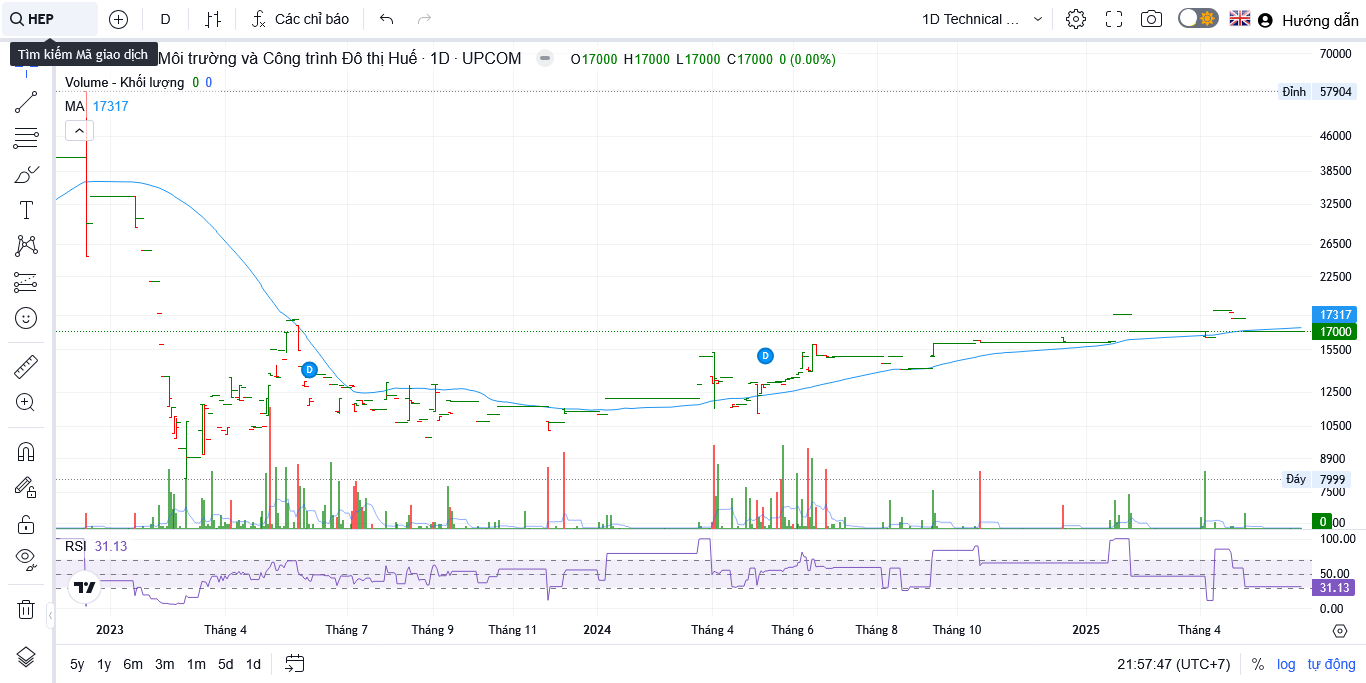 HEP D Các chỉ báo 1D Technical ... Hướng dẫn
Tìm kiếm Mã giao dịch
Môi trường và Công trình Đô thị Huế · 1D · UPCOM O17000 H17000 L17000 C17000 0 (0.00%)
Volume - Khối lượng 0 0
MA 17317
70000
Đỉnh 57904
46000
38500
32500
26500
22500
17317
17000
15500
12500
10500
8900
Đáy 7999
7500
0
00
D
D
RSI 31.13
100.00
50.00
31.13
0.00
2023 Tháng 4 Tháng 7 Tháng 9 Tháng 11 2024 Tháng 4 Tháng 6 Tháng 8 Tháng 10 2025 Tháng 4
5y 1y 6m 3m 1m 5d 1d 21:57:47 (UTC+7) % log tự động